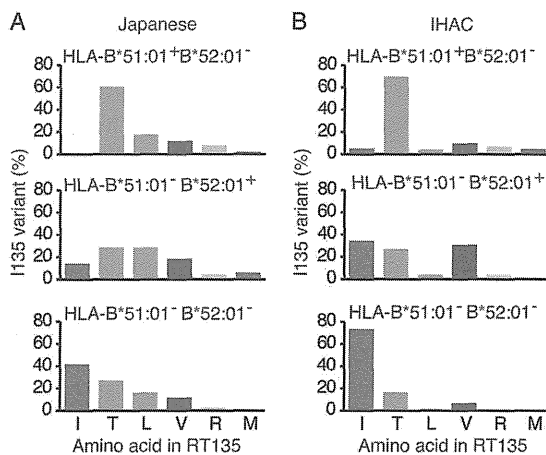 A Japanese
HLA-B*51:01+B*52:01-
80
60
40
20
0
HLA-B*51:01- B*52:01+
80
60
40
20
0
HLA-B*51:01- B*52:01-
80
60
40
20
0
I T L V R M
Amino acid in RT135
I135 variant (%)
B IHAC
HLA-B*51:01+B*52:01-
80
60
40
20
0
HLA-B*51:01- B*52:01+
80
60
40
20
0
HLA-B*51:01- B*52:01-
80
60
40
20
0
I T L V R M
Amino acid in RT135
I135 variant (%)